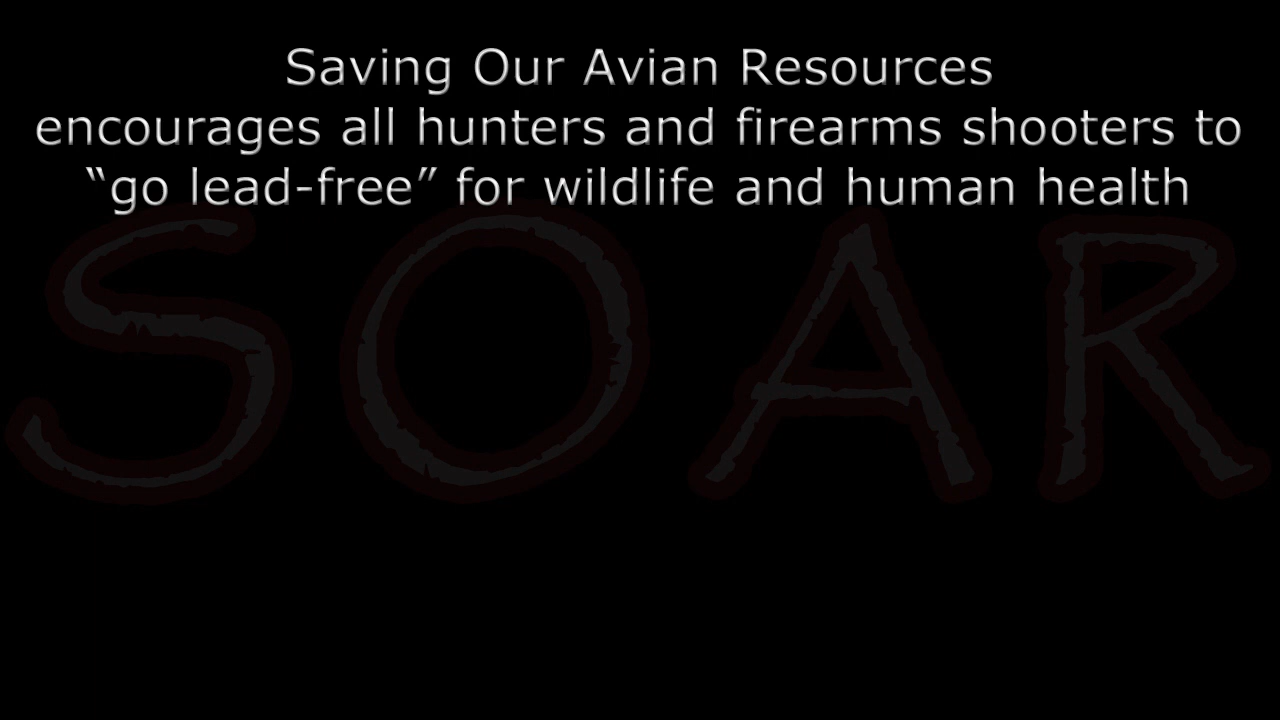 Saving Our Avian Resources
encourages all hunters and firearms shooters to
“go lead-free” for wildlife and human health
SOAR